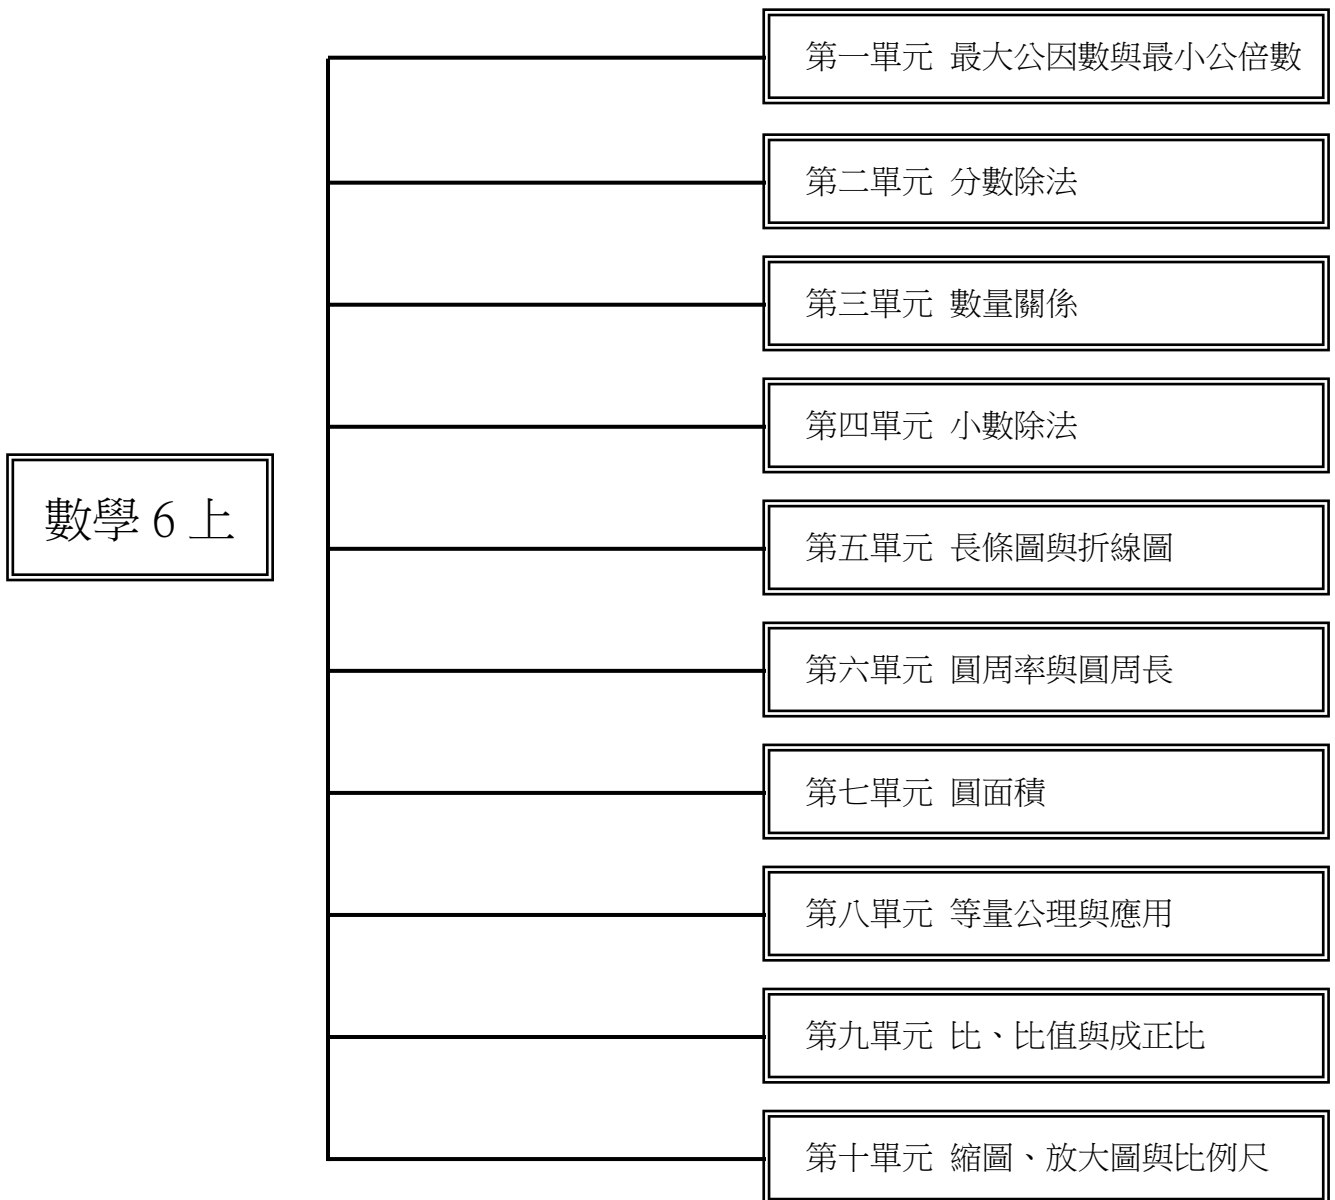 第一單元 最大公因數與最小公倍數
第二單元 分數除法
第三單元 數量關係
第四單元 小數除法
數學 6 上
第五單元 長條圖與折線圖
第六單元 圓周率與圓周長
第七單元 圓面積
第八單元 等量公理與應用
第九單元 比、比值與成正比
第十單元 縮圖、放大圖與比例尺